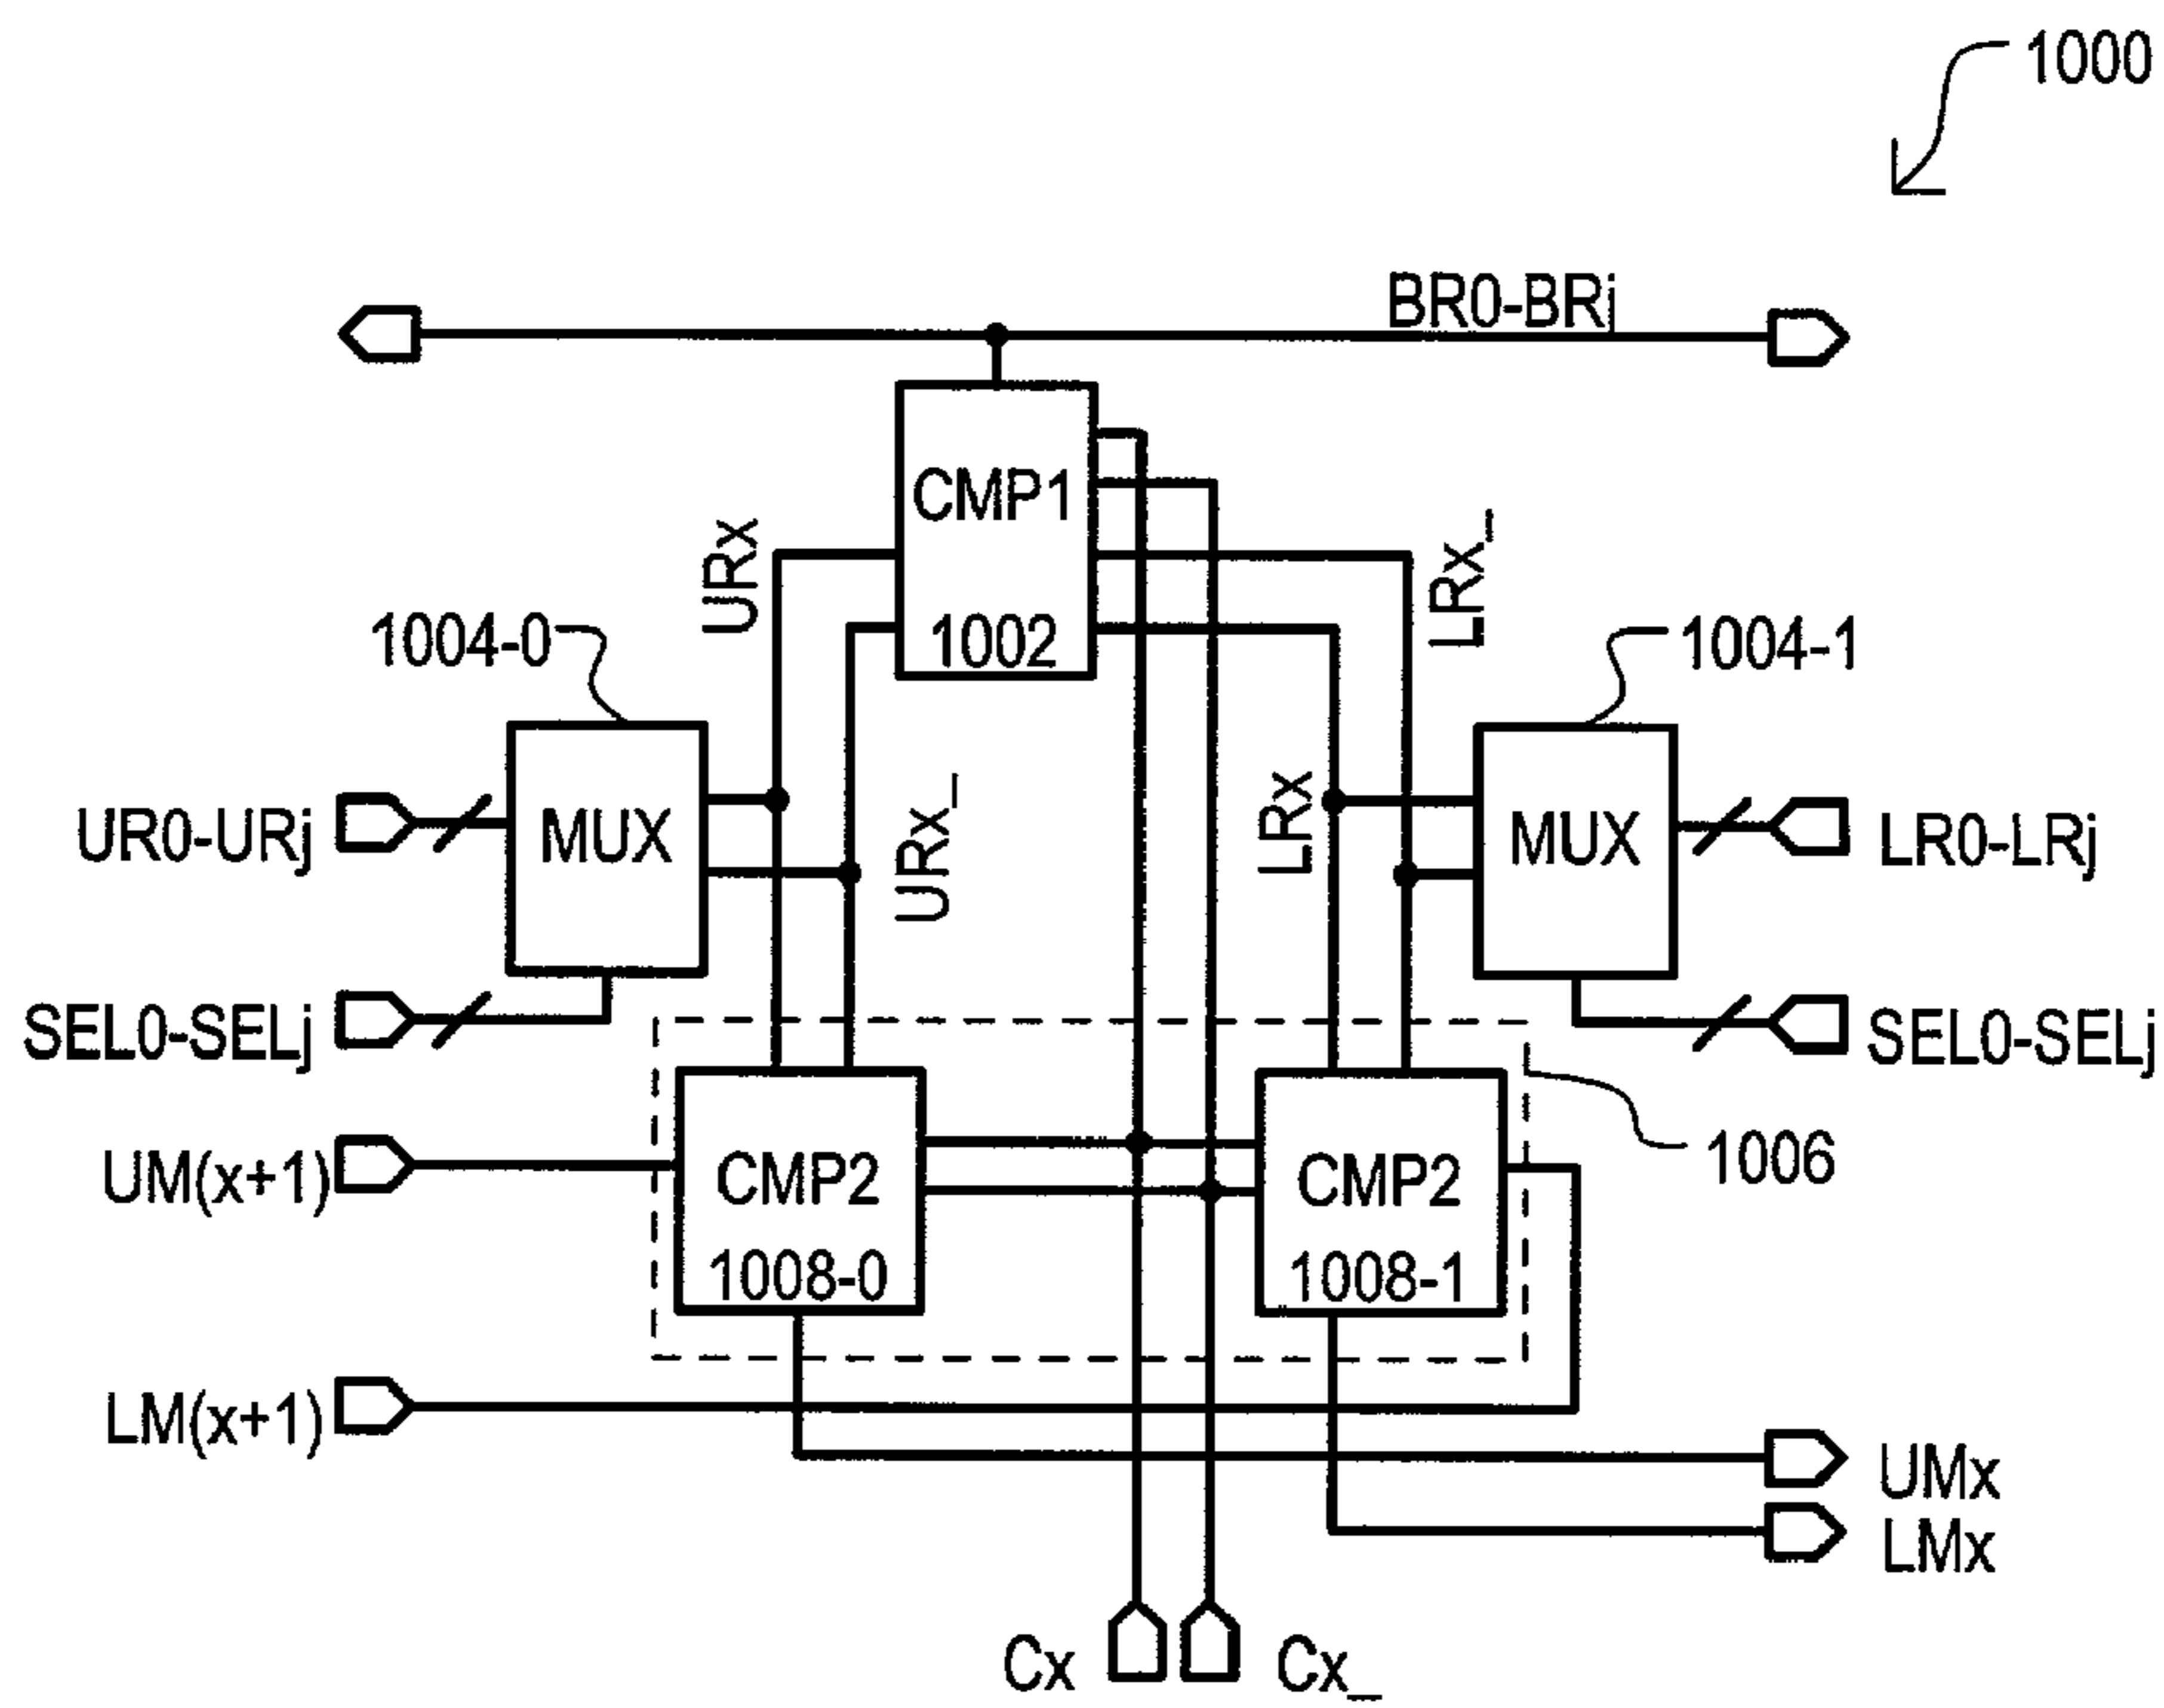 1000
BR0-BRj
CMP1
1002
URx
LRx_
1004-0
1004-1
UR0-URj
MUX
URx_
LRx
MUX
LR0-LRj
SEL0-SELj
SEL0-SELj
UM(x+1)
CMP2
1008-0
CMP2
1008-1
1006
LM(x+1)
UMx
LMx
Cx
Cx_